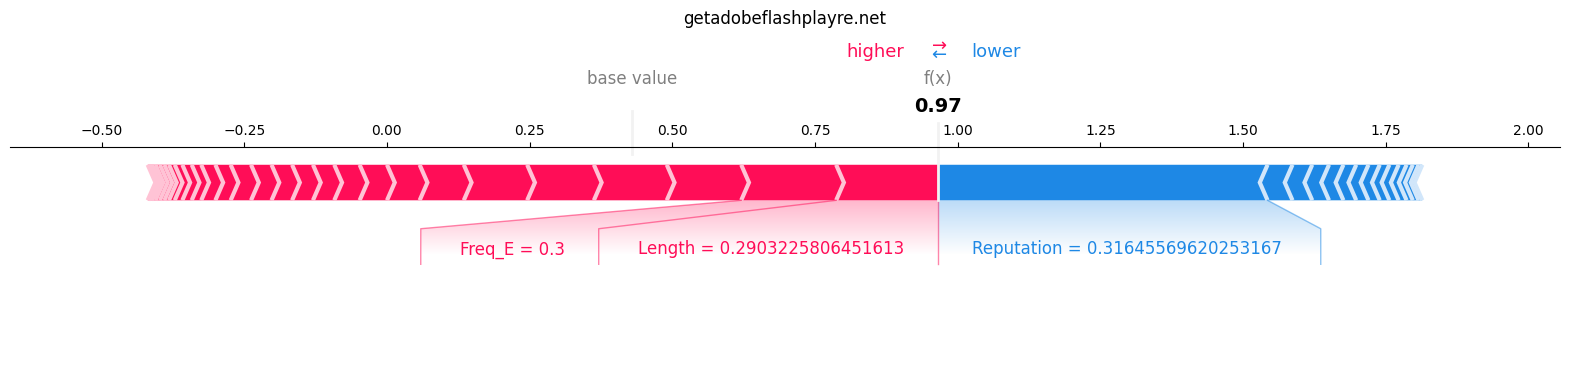 getadobeflashplayre.net
higher ⇄ lower
base value f(x)
0.97
−0.50 −0.25 0.00 0.25 0.50 0.75 1.00 1.25 1.50 1.75 2.00
Freq_E = 0.3 Length = 0.2903225806451613 Reputation = 0.31645569620253167